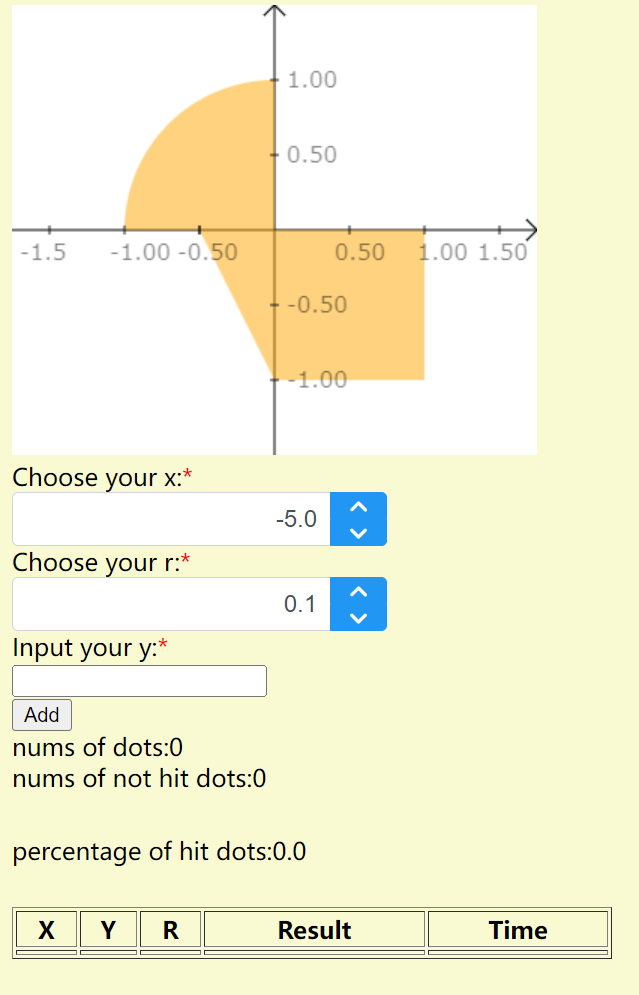 1.00
0.50
-1.5 -1.00 -0.50 0.50 1.00 1.50
-0.50
-1.00
Choose your x:*
-5.0
Choose your r:*
0.1
Input your y:*
Add
nums of dots:0
nums of not hit dots:0
percentage of hit dots:0.0
X Y R Result Time